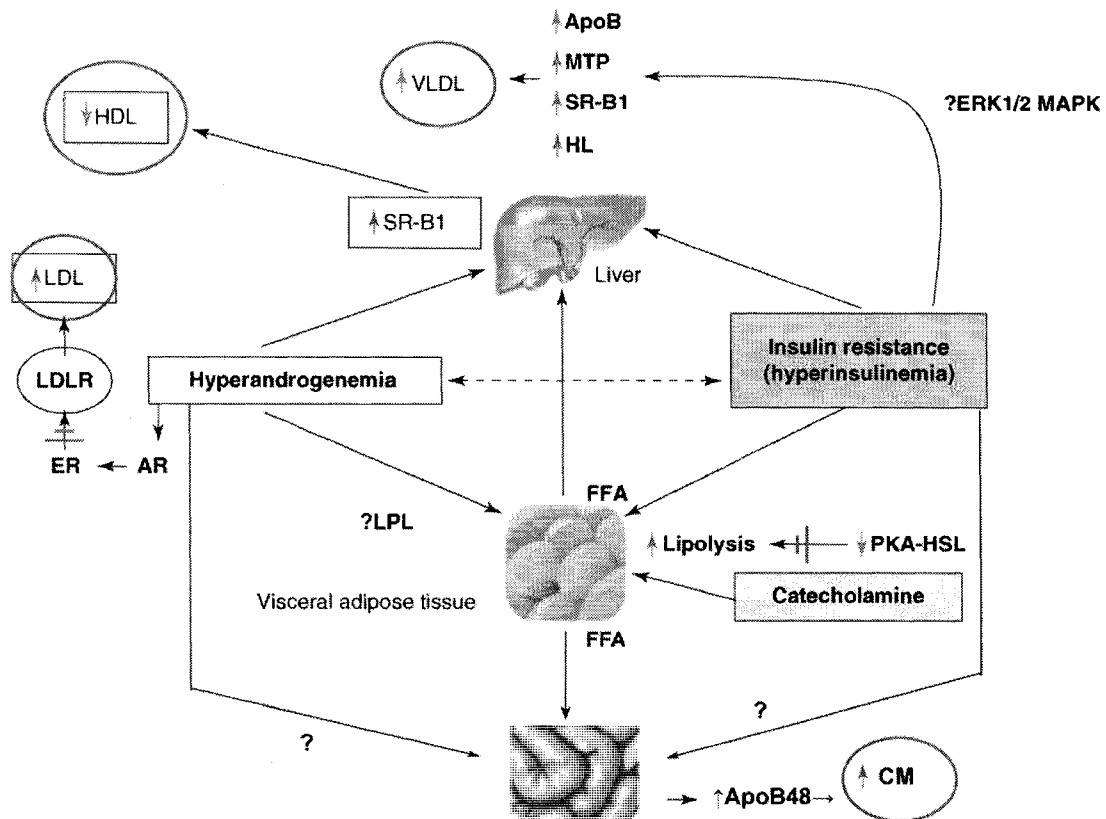 ↑ApoB
↑MTP
↑VLDL
↑SR-B1
?ERK1/2 MAPK
↓HDL
↑HL
↑SR-B1
↑LDL
Liver
Insulin resistance
(hyperinsulinemia)
LDLR
Hyperandrogenemia
ER
AR
FFA
?LPL
↑Lipolysis
↓PKA-HSL
Visceral adipose tissue
Catecholamine
FFA
?
?
↑CM
↑ApoB48